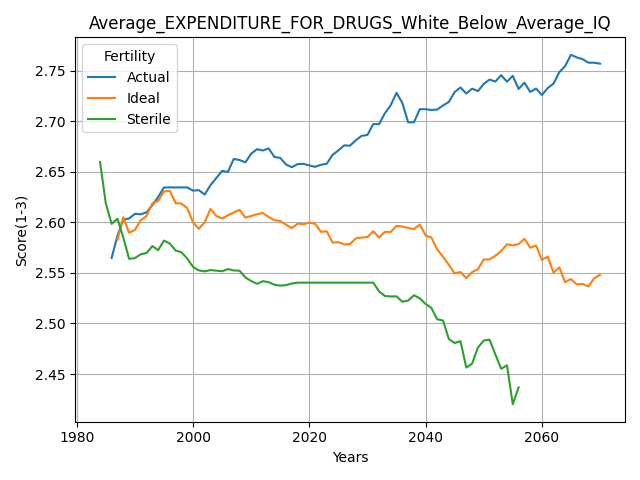 Average_EXPENDITURE_FOR_DRUGS_White_Below_Average_IQ
Fertility
Actual
Ideal
Sterile
Score(1-3)
2.75
2.70
2.65
2.60
2.55
2.50
2.45
1980 2000 2020 2040 2060
Years